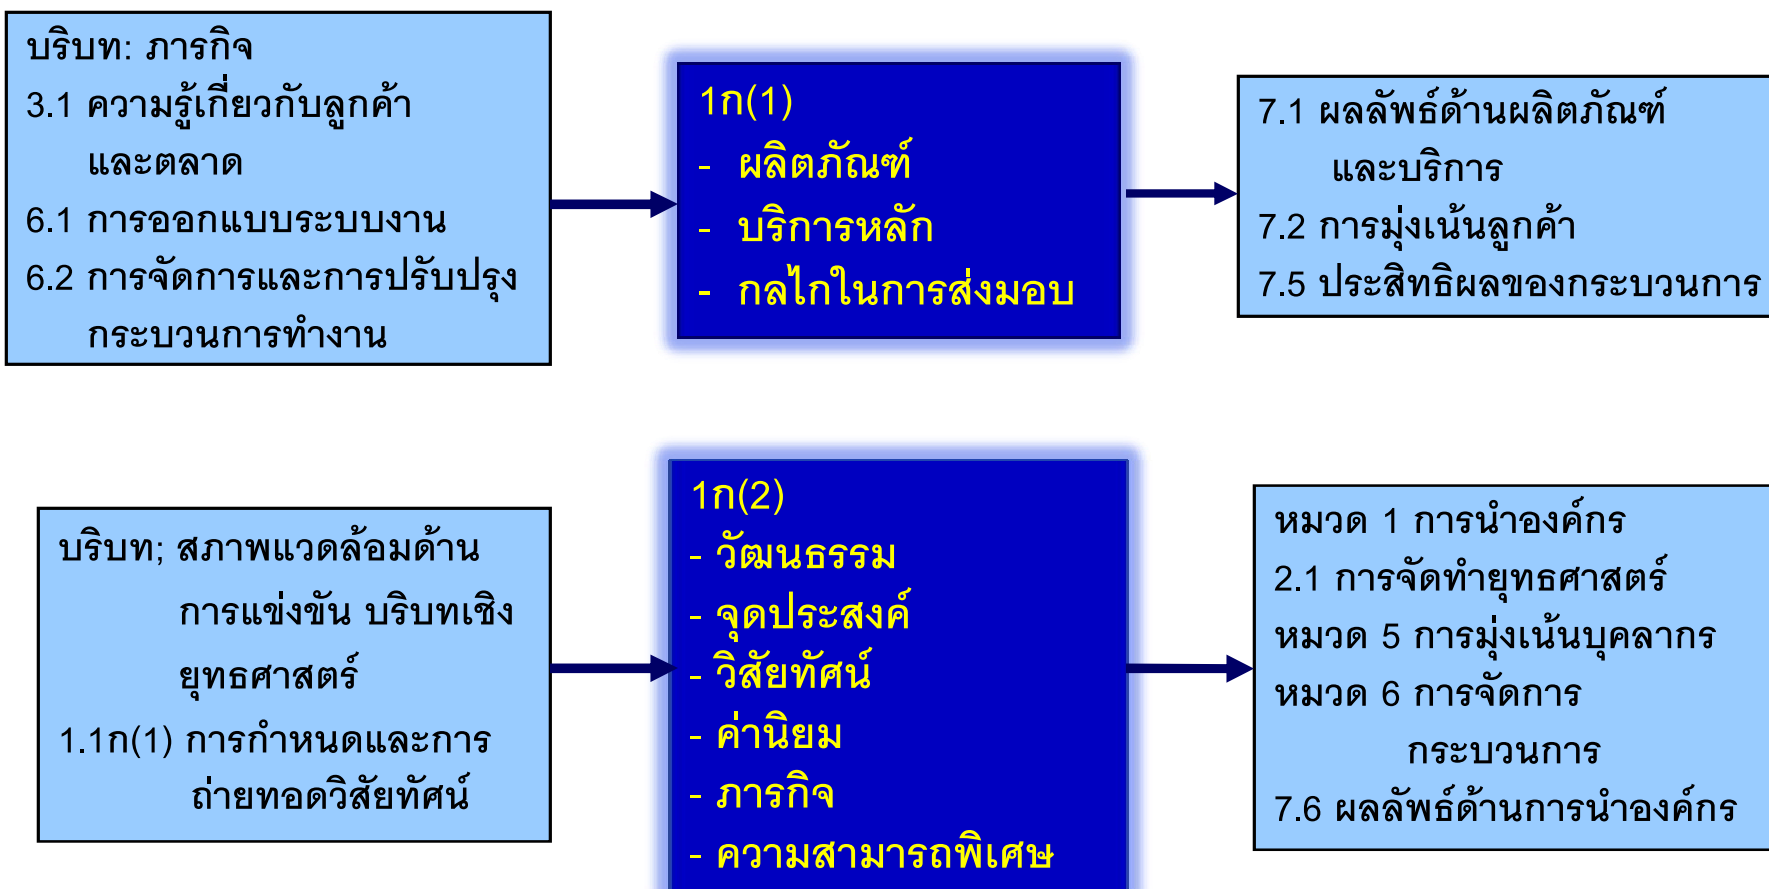 บริบท: ภารกิจ
3.1 ความรู้เกี่ยวกับลูกค้า
และตลาด
6.1 การออกแบบระบบงาน
6.2 การจัดการและการปรับปรุง
กระบวนการทำงาน
1ก(1)
- ผลิตภัณฑ์
- บริการหลัก
- กลไกในการส่งมอบ
7.1 ผลลัพธ์ด้านผลิตภัณฑ์
และบริการ
7.2 การมุ่งเน้นลูกค้า
7.5 ประสิทธิผลของกระบวนการ
บริบท; สภาพแวดล้อมด้าน
การแข่งขัน บริบทเชิง
ยุทธศาสตร์
1.1ก(1) การกำหนดและการ
ถ่ายทอดวิสัยทัศน์
1ก(2)
- วัฒนธรรม
- จุดประสงค์
- วิสัยทัศน์
- ค่านิยม
- ภารกิจ
- ความสามารถพิเศษ
หมวด 1 การนำองค์กร
2.1 การจัดทำยุทธศาสตร์
หมวด 5 การมุ่งเน้นบุคลากร
หมวด 6 การจัดการ
กระบวนการ
7.6 ผลลัพธ์ด้านการนำองค์กร